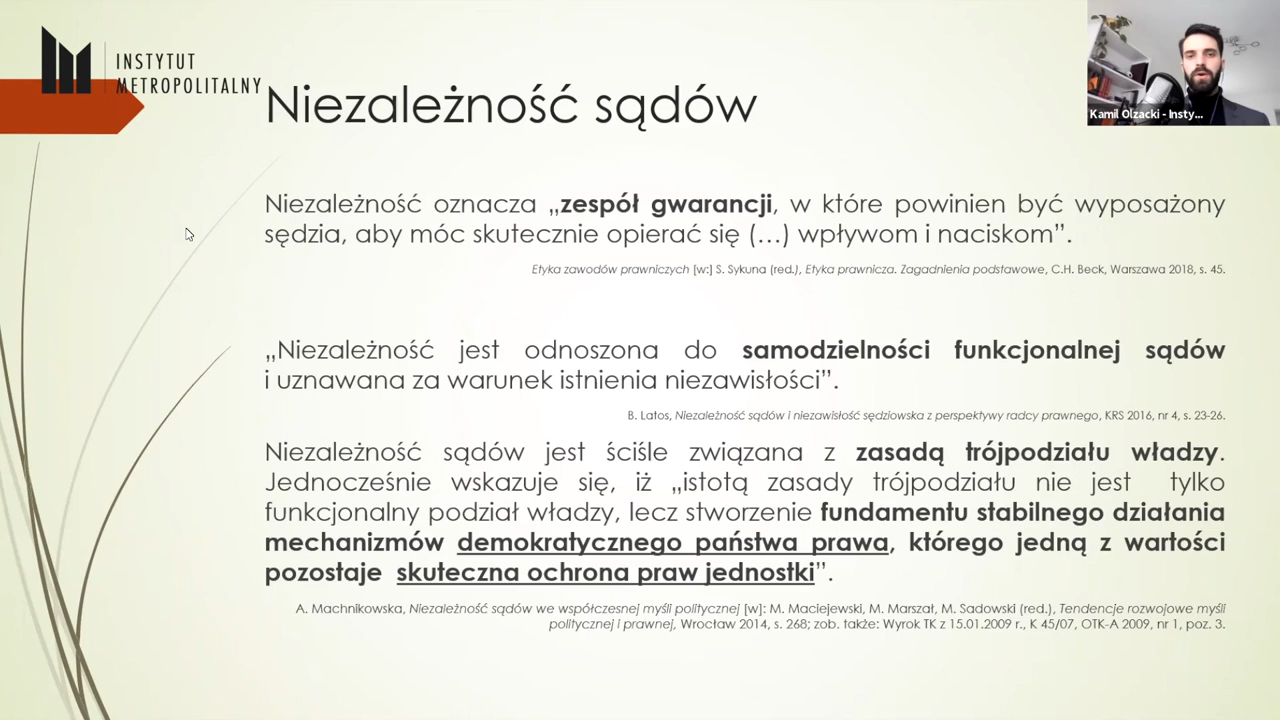 INSTYTUT
METROPOLITALNY
Niezależność sądów
Kamil Olzacki - Insty...
Niezależność oznacza „zespół gwarancji, w które powinien być wyposażony
sędzia, aby móc skutecznie opierać się (…) wpływom i naciskom”.
Etyka zawodów prawniczych [w:] S. Sykuna (red.), Etyka prawnicza. Zagadnienia podstawowe, C.H. Beck, Warszawa 2018, s. 45.
„Niezależność jest odnoszona do samodzielności funkcjonalnej sądów
i uznawana za warunek istnienia niezawisłości”.
B. Latos, Niezależność sądów i niezawisłość sędziowska z perspektywy radcy prawnego, KRS 2016, nr 4, s. 23-26.
Niezależność sądów jest ściśle związana z zasadą trójpodziału władzy.
Jednocześnie wskazuje się, iż „istotą zasady trójpodziału nie jest tylko
funkcjonalny podział władzy, lecz stworzenie fundamentu stabilnego działania
mechanizmów demokratycznego państwa prawa, którego jedną z wartości
pozostaje skuteczna ochrona praw jednostki”.
A. Machnikowska, Niezależność sądów we współczesnej myśli politycznej [w]: M. Maciejewski, M. Marszał, M. Sadowski (red.), Tendencje rozwojowe myśli
politycznej i prawnej, Wrocław 2014, s. 268; zob. także: Wyrok TK z 15.01.2009 r., K 45/07, OTK-A 2009, nr 1, poz. 3.